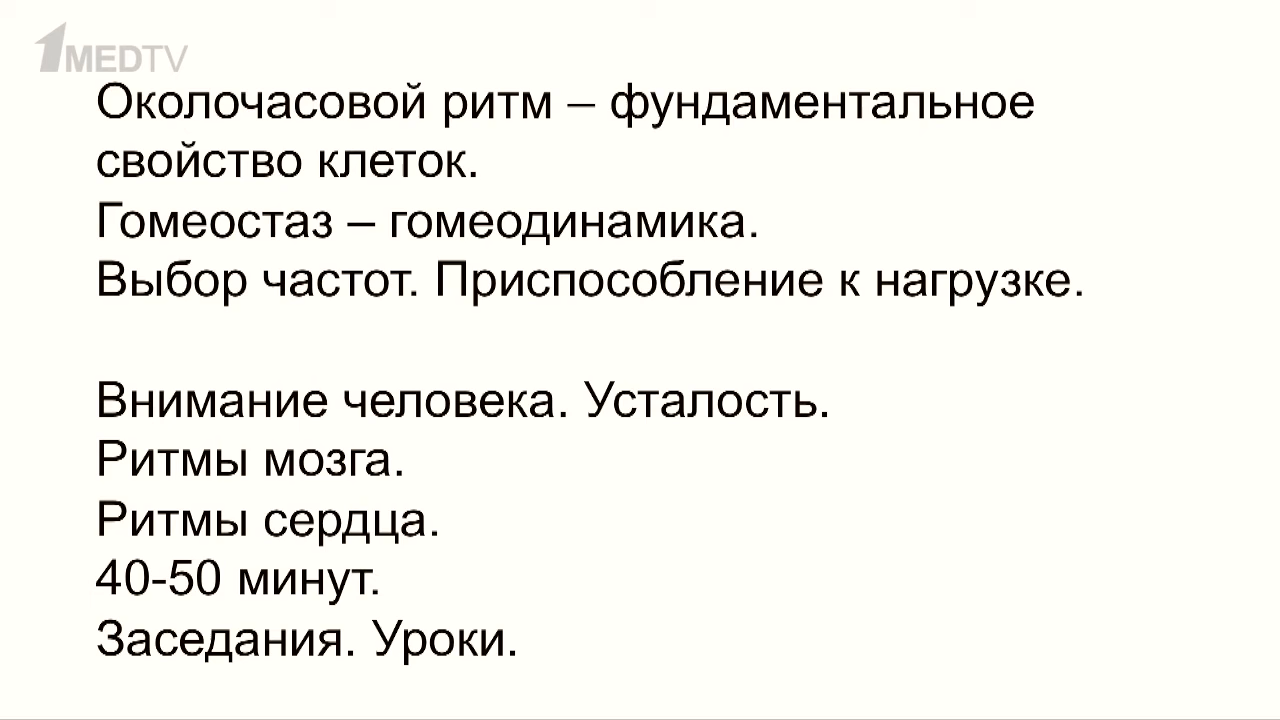 1MEDTV
Околочасовой ритм – фундаментальное
свойство клеток.
Гомеостаз – гомеодинамика.
Выбор частот. Приспособление к нагрузке.
Внимание человека. Усталость.
Ритмы мозга.
Ритмы сердца.
40-50 минут.
Заседания. Уроки.